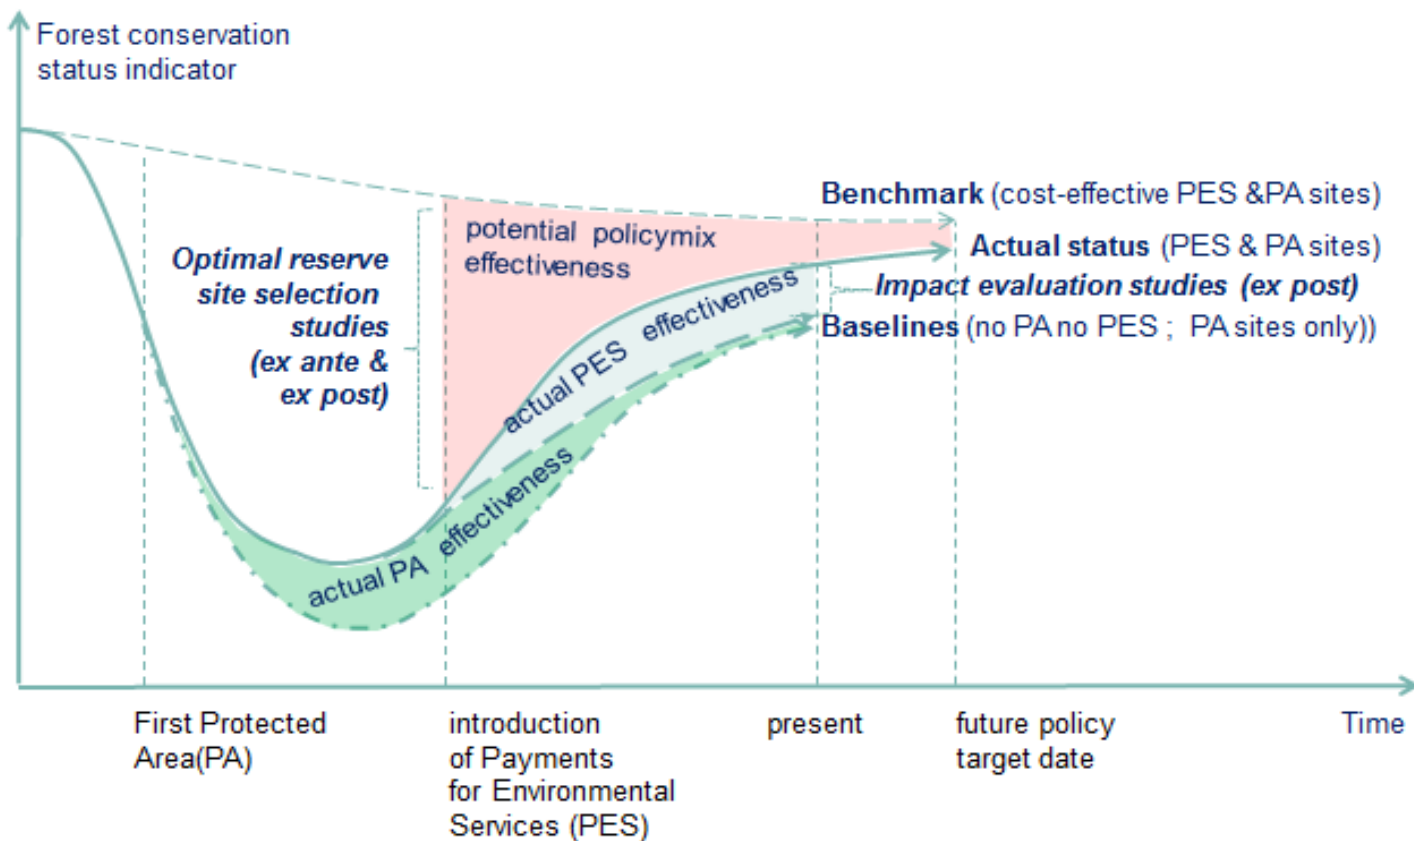 Forest conservation
status indicator
Benchmark (cost-effective PES &PA sites)
potential policymix
effectiveness
Actual status (PES & PA sites)
Optimal reserve
site selection
studies
(ex ante &
ex post)
Impact evaluation studies (ex post)
actual PES effectiveness
Baselines (no PA no PES ; PA sites only))
actual PA effectiveness
First Protected
Area(PA)
introduction
of Payments
for Environmental
Services (PES)
present
future policy
target date
Time